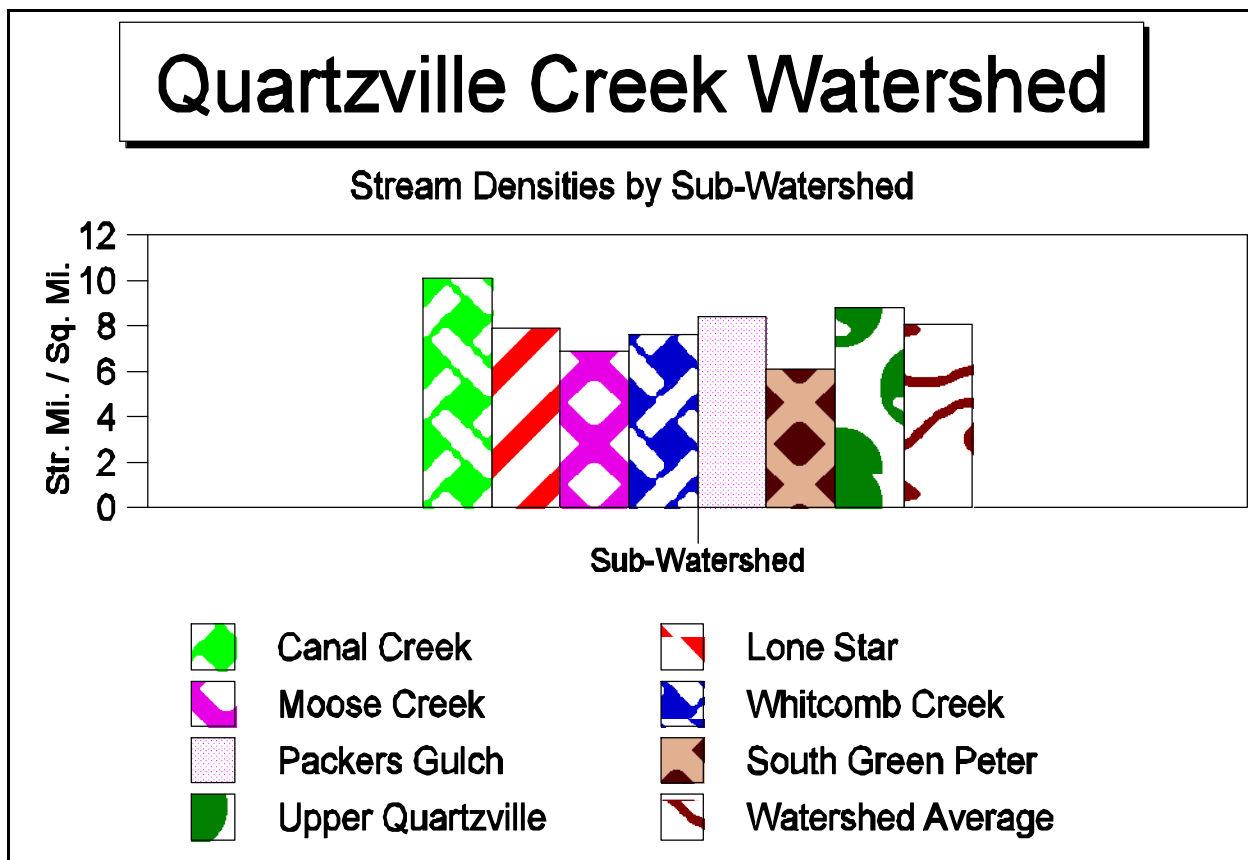 Quartzville Creek Watershed
Stream Densities by Sub-Watershed
Str. Mi. / Sq. Mi.
12
10
8
6
4
2
0
Sub-Watershed
Canal Creek
Lone Star
Moose Creek
Whitcomb Creek
Packers Gulch
South Green Peter
Upper Quartzville
Watershed Average